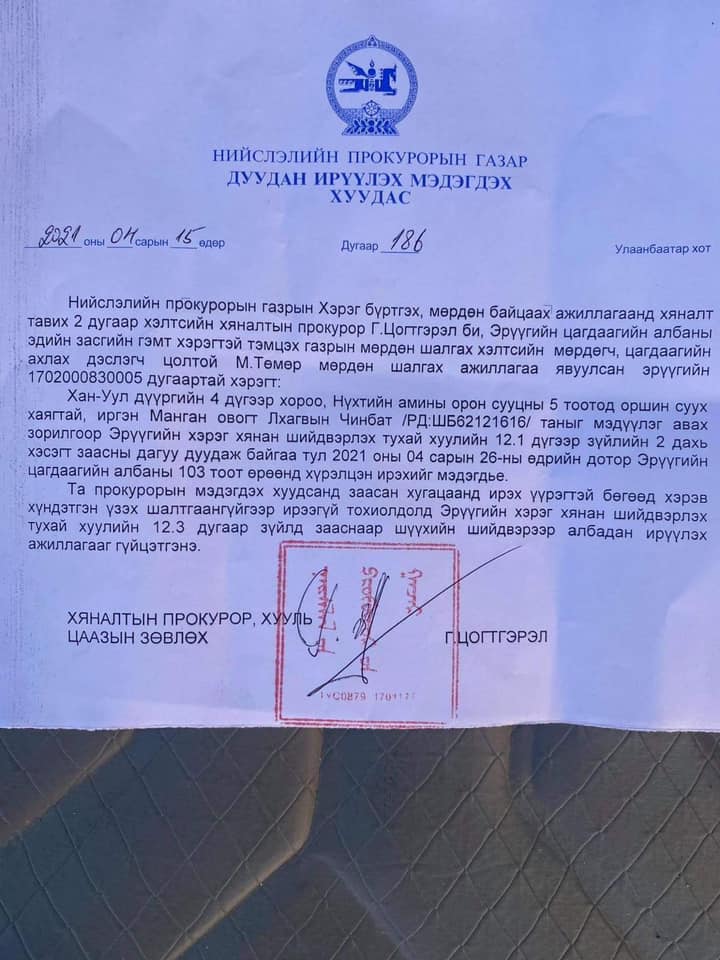 НИЙСЛЭЛИЙН ПРОКУРОРЫН ГАЗАР
ДУУДАН ИРҮҮЛЭХ МЭДЭГДЭХ
ХУУДАС
2021 оны 04 сарын 15 өдөр Дугаар 186 Улаанбаатар хот
Нийслэлийн прокурорын газрын Хэрэг бүртгэх, мөрдөн байцаах ажиллагаанд хяналт
тавих 2 дугаар хэлтсийн хяналтын прокурор Г.Цогтгэрэл би, Эрүүгийн цагдаагийн албаны
эдийн засгийн гэмт хэрэгтэй тэмцэх газрын мөрдөн шалгах хэлтсийн мөрдөгч, цагдаагийн
ахлах дэслэгч цолтой М.Төмөр мөрдөн шалгах ажиллагаа явуулсан эрүүгийн
1702000830005 дугаартай хэрэгт:
Хан-Уул дүүргийн 4 дүгээр хороо, Нүхтийн амины орон сууцны 5 тоотод оршин суух
хаягтай, иргэн Манган овогт Лхагвын Чинбат /РД:ШБ62121616/ таныг мэдүүлэг авах
зорилгоор Эрүүгийн хэрэг хянан шийдвэрлэх тухай хуулийн 12.1 дүгээр зүйлийн 2 дахь
хэсэгт заасны дагуу дуудаж байгаа тул 2021 оны 04 сарын 26-ны өдрийн дотор Эрүүгийн
цагдаагийн албаны 103 тоот өрөөнд хүрэлцэн ирэхийг мэдэгдье.
Та прокурорын мэдэгдэх хуудсанд заасан хугацаанд ирэх үүрэгтэй бөгөөд хэрэв
хүндэтгэн үзэх шалтгаангүйгээр ирээгүй тохиолдолд Эрүүгийн хэрэг хянан шийдвэрлэх
тухай хуулийн 12.3 дугаар зүйлд зааснаар шүүхийн шийдвэрээр албадан ирүүлэх
ажиллагааг гүйцэтгэнэ.
ХЯНАЛТЫН ПРОКУРОР, ХУУЛЬ
ЦААЗЫН ЗӨВЛӨХ Г.ЦОГТГЭРЭЛ